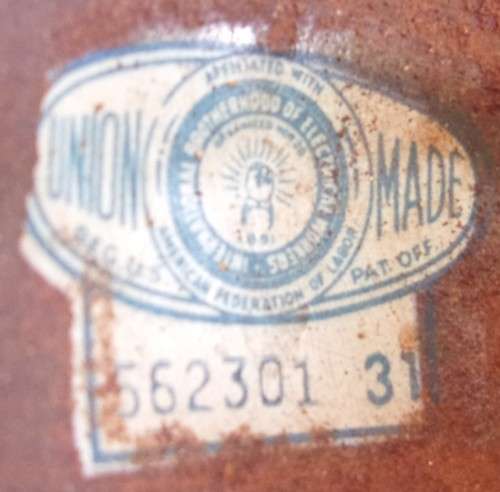 AFFILIATED WITH
INTERNATIONAL BROTHERHOOD OF ELECTRICAL WORKERS
ORGANIZED NOV 28
1891
AMERICAN FEDERATION OF LABOR
UNION MADE
REG. U.S. PAT. OFF.
562301 31